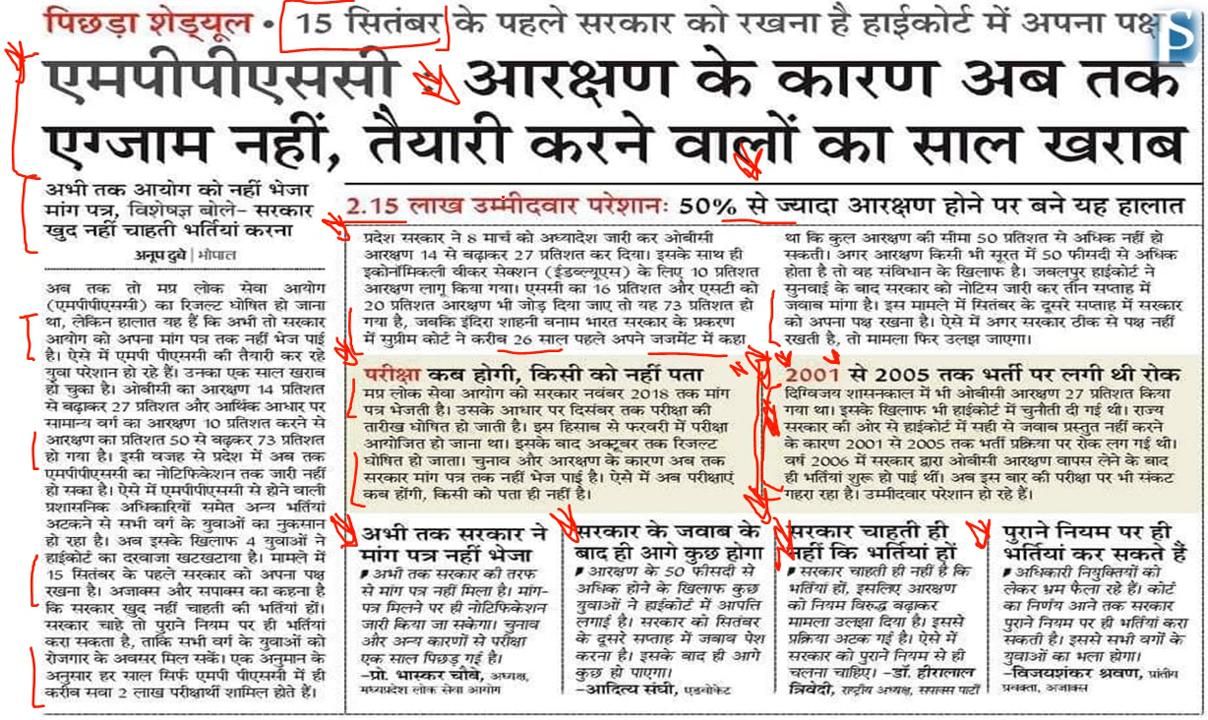 पिछड़ा शेड्यूल • 15 सितंबर के पहले सरकार को रखना है हाईकोर्ट में अपना पक्ष
एमपीपीएससी : आरक्षण के कारण अब तक
एग्जाम नहीं, तैयारी करने वालों का साल खराब
अभी तक आयोग को नहीं भेजा
मांग पत्र, विशेषज्ञ बोले– सरकार
खुद नहीं चाहती भर्तियां करना
अनूप दुबे | भोपाल
अब तक तो मप्र लोक सेवा आयोग
(एमपीपीएससी) का रिजल्ट घोषित हो जाना
था, लेकिन हालात यह हैं कि अभी तो सरकार
आयोग को अपना मांग पत्र तक नहीं भेज पाई
है। ऐसे में एमपी पीएससी की तैयारी कर रहे
युवा परेशान हो रहे हैं। उनका एक साल खराब
हो चुका है। ओबीसी का आरक्षण 14 प्रतिशत
से बढ़ाकर 27 प्रतिशत और आर्थिक आधार पर
सामान्य वर्ग का आरक्षण 10 प्रतिशत करने से
आरक्षण का प्रतिशत 50 से बढ़कर 73 प्रतिशत
हो गया है। इसी वजह से प्रदेश में अब तक
एमपीपीएससी का नोटिफिकेशन तक जारी नहीं
हो सका है। ऐसे में एमपीपीएससी से होने वाली
प्रशासनिक अधिकारियों समेत अन्य भर्तियां
अटकने से सभी वर्ग के युवाओं का नुकसान
हो रहा है। अब इसके खिलाफ 4 युवाओं ने
हाईकोर्ट का दरवाजा खटखटाया है। मामले में
15 सितंबर के पहले सरकार को अपना पक्ष
रखना है। अजाक्स और सपाक्स का कहना है
कि सरकार खुद नहीं चाहती की भर्तियां हों।
सरकार चाहे तो पुराने नियम पर ही भर्तियां
करा सकता है, ताकि सभी वर्ग के युवाओं को
रोजगार के अवसर मिल सकें। एक अनुमान के
अनुसार हर साल सिर्फ एमपी पीएससी में ही
करीब सवा 2 लाख परीक्षार्थी शामिल होते हैं।
2.15 लाख उम्मीदवार परेशान: 50% से ज्यादा आरक्षण होने पर बने यह हालात
प्रदेश सरकार ने 8 मार्च को अध्यादेश जारी कर ओबीसी
आरक्षण 14 से बढ़ाकर 27 प्रतिशत कर दिया। इसके साथ ही
इकोनॉमिकली वीकर सेक्शन (ईडब्ल्यूएस) के लिए 10 प्रतिशत
आरक्षण लागू किया गया। एससी का 16 प्रतिशत और एसटी को
20 प्रतिशत आरक्षण भी जोड़ दिया जाए तो यह 73 प्रतिशत हो
गया है, जबकि इंदिरा शाहनी बनाम भारत सरकार के प्रकरण
में सुप्रीम कोर्ट ने करीब 26 साल पहले अपने जजमेंट में कहा
था कि कुल आरक्षण की सीमा 50 प्रतिशत से अधिक नहीं हो
सकती। अगर आरक्षण किसी भी सूरत में 50 फीसदी से अधिक
होता है तो वह संविधान के खिलाफ है। जबलपुर हाईकोर्ट ने
सुनवाई के बाद सरकार को नोटिस जारी कर तीन सप्ताह में
जवाब मांगा है। इस मामले में सितंबर के दूसरे सप्ताह में सरकार
को अपना पक्ष रखना है। ऐसे में अगर सरकार ठीक से पक्ष नहीं
रखती है, तो मामला फिर उलझ जाएगा।
परीक्षा कब होगी, किसी को नहीं पता
मप्र लोक सेवा आयोग को सरकार नवंबर 2018 तक मांग
पत्र भेजती है। उसके आधार पर दिसंबर तक परीक्षा की
तारीख घोषित हो जाती है। इस हिसाब से फरवरी में परीक्षा
आयोजित हो जाना था। इसके बाद अक्टूबर तक रिजल्ट
घोषित हो जाता। चुनाव और आरक्षण के कारण अब तक
सरकार मांग पत्र तक नहीं भेज पाई है। ऐसे में अब परीक्षाएं
कब होंगी, किसी को पता ही नहीं है।
2001 से 2005 तक भर्ती पर लगी थी रोक
दिग्विजय शासनकाल में भी ओबीसी आरक्षण 27 प्रतिशत किया
गया था। इसके खिलाफ भी हाईकोर्ट में चुनौती दी गई थी। राज्य
सरकार की ओर से हाईकोर्ट में सही से जवाब प्रस्तुत नहीं करने
के कारण 2001 से 2005 तक भर्ती प्रक्रिया पर रोक लग गई थी।
वर्ष 2006 में सरकार द्वारा ओबीसी आरक्षण वापस लेने के बाद
ही भर्तियां शुरू हो पाई थीं। अब इस बार की परीक्षा पर भी संकट
गहरा रहा है। उम्मीदवार परेशान हो रहे हैं।
अभी तक सरकार ने
मांग पत्र नहीं भेजा
अभी तक सरकार की तरफ
से मांग पत्र नहीं मिला है। मांग-
पत्र मिलने पर ही नोटिफिकेशन
जारी किया जा सकेगा। चुनाव
और अन्य कारणों से परीक्षा
एक साल पिछड़ गई है।
–प्रो. भास्कर चौबे, अध्यक्ष,
मध्यप्रदेश लोक सेवा आयोग
सरकार के जवाब के
बाद ही आगे कुछ होगा
आरक्षण के 50 फीसदी से
अधिक होने के खिलाफ कुछ
युवाओं ने हाईकोर्ट में आपत्ति
लगाई है। सरकार को सितंबर
के दूसरे सप्ताह में जवाब पेश
करना है। इसके बाद ही आगे
कुछ हो पाएगा।
–आदित्य संघी, एडवोकेट
सरकार चाहती ही
नहीं कि भर्तियां हों
सरकार चाहती ही नहीं है कि
भर्तियां हों, इसलिए आरक्षण
को नियम विरुद्ध बढ़ाकर
मामला उलझा दिया है। इससे
प्रक्रिया अटक गई है। ऐसे में
सरकार को पुराने नियम से ही
चलना चाहिए। –डॉ. हीरालाल
त्रिवेदी, राष्ट्रीय अध्यक्ष, सपाक्स पार्टी
पुराने नियम पर ही
भर्तियां कर सकते हैं
अधिकारी नियुक्तियों को
लेकर भ्रम फैला रहे हैं। कोर्ट
का निर्णय आने तक सरकार
पुराने नियम पर ही भर्तियां करा
सकती है। इससे सभी वर्गों के
युवाओं का भला होगा।
–विजयशंकर श्रवण, प्रांतीय
प्रवक्ता, अजाक्स